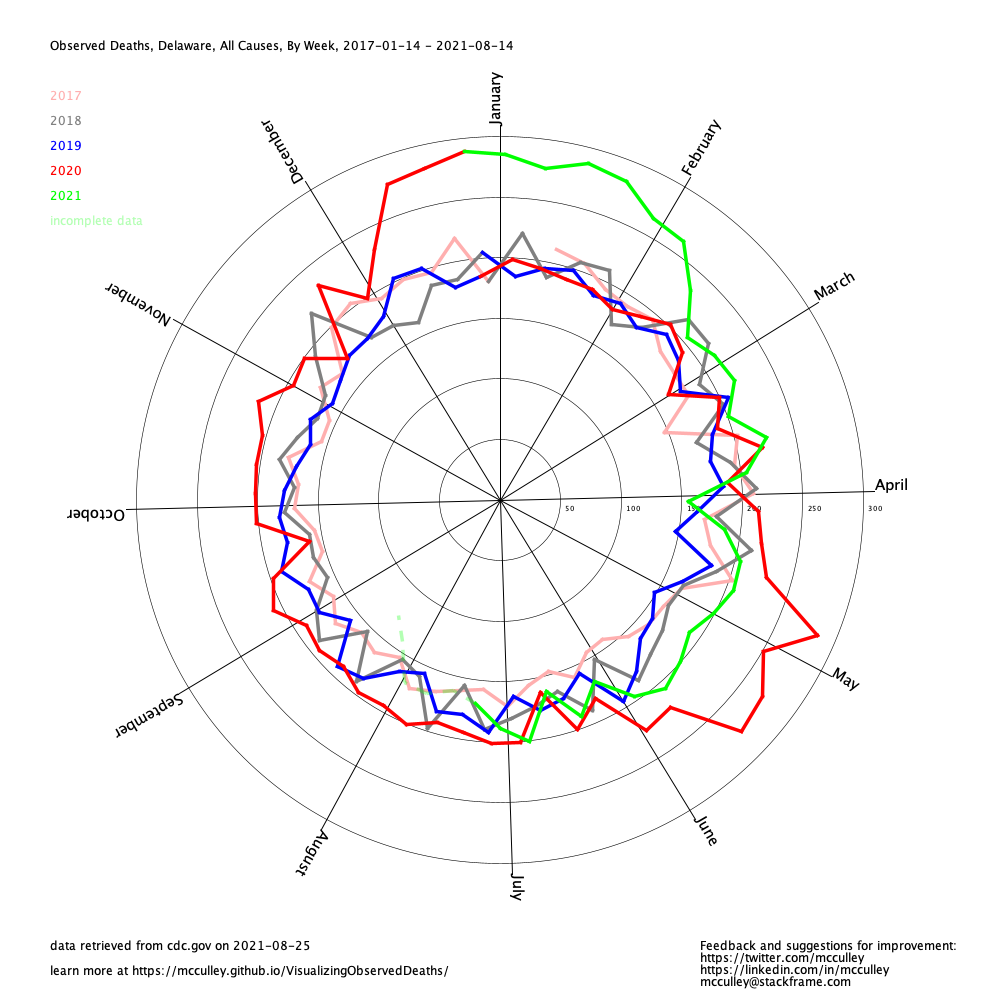 Observed Deaths, Delaware, All Causes, By Week, 2017-01-14 - 2021-08-14
2017
2018
2019
2020
2021
incomplete data
January
February
March
April
May
June
July
August
September
October
November
December
50
100
150
200
250
300
data retrieved from cdc.gov on 2021-08-25
learn more at https://mcculley.github.io/VisualizingObservedDeaths/
Feedback and suggestions for improvement:
https://twitter.com/mcculley
https://linkedin.com/in/mcculley
mcculley@stackframe.com